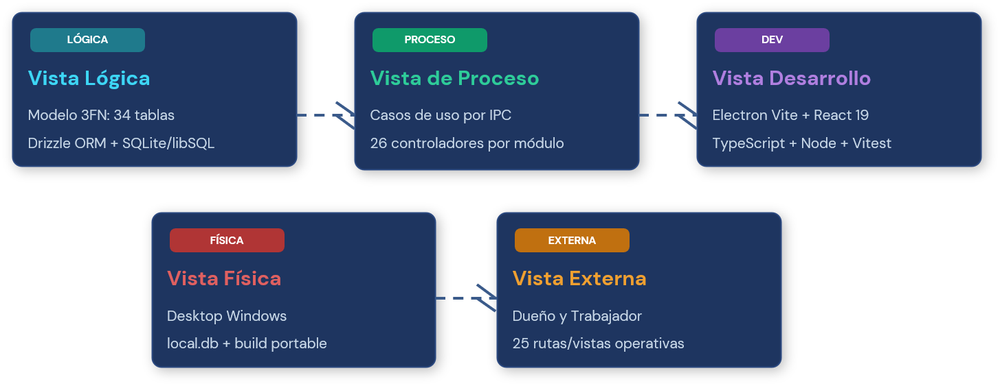 LÓGICA
Vista Lógica
Modelo 3FN: 34 tablas
Drizzle ORM + SQLite/libSQL
PROCESO
Vista de Proceso
Casos de uso por IPC
26 controladores por módulo
DEV
Vista Desarrollo
Electron Vite + React 19
TypeScript + Node + Vitest
FÍSICA
Vista Física
Desktop Windows
local.db + build portable
EXTERNA
Vista Externa
Dueño y Trabajador
25 rutas/vistas operativas